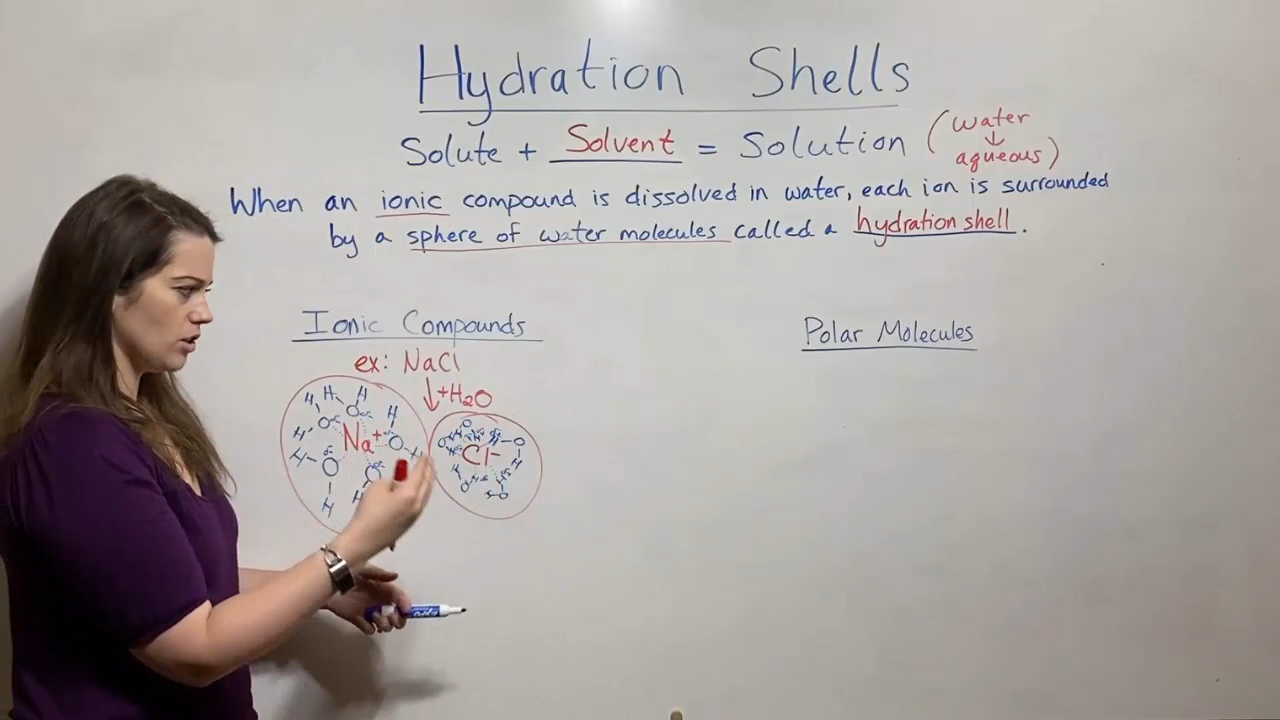 Hydration Shells
Solute + Solvent = Solution (water ↓ aqueous)
When an ionic compound is dissolved in water, each ion is surrounded
by a sphere of water molecules called a hydration shell.
Ionic Compounds
ex: NaCl
↓ +H2O
Na+
Cl-
Polar Molecules